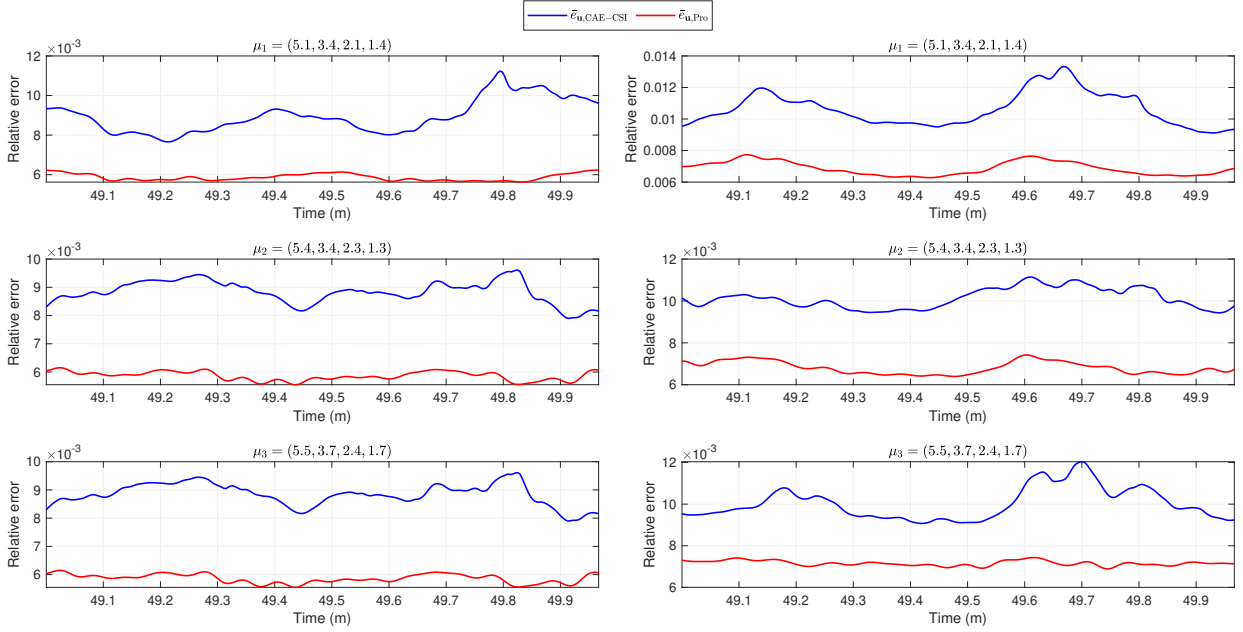 ē_u,CAE−CSI ē_u,Pro
μ₁ = (5.1, 3.4, 2.1, 1.4)
×10⁻³
12
10
8
6
Relative error
49.1 49.2 49.3 49.4 49.5 49.6 49.7 49.8 49.9
Time (m)
μ₁ = (5.1, 3.4, 2.1, 1.4)
0.014
0.012
0.01
0.008
0.006
Relative error
49.1 49.2 49.3 49.4 49.5 49.6 49.7 49.8 49.9
Time (m)
μ₂ = (5.4, 3.4, 2.3, 1.3)
×10⁻³
10
9
8
7
6
Relative error
49.1 49.2 49.3 49.4 49.5 49.6 49.7 49.8 49.9
Time (m)
μ₂ = (5.4, 3.4, 2.3, 1.3)
×10⁻³
12
10
8
6
Relative error
49.1 49.2 49.3 49.4 49.5 49.6 49.7 49.8 49.9
Time (m)
μ₃ = (5.5, 3.7, 2.4, 1.7)
×10⁻³
10
9
8
7
6
Relative error
49.1 49.2 49.3 49.4 49.5 49.6 49.7 49.8 49.9
Time (m)
μ₃ = (5.5, 3.7, 2.4, 1.7)
×10⁻³
12
10
8
6
Relative error
49.1 49.2 49.3 49.4 49.5 49.6 49.7 49.8 49.9
Time (m)